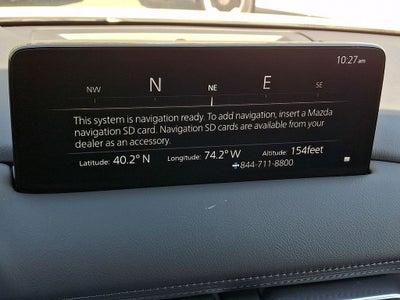 10:27am
NW N NE E SE
This system is navigation ready. To add navigation, insert a Mazda
navigation SD card. Navigation SD cards are available from your
dealer as an accessory.
Latitude: 40.2° N Longitude: 74.2° W Altitude: 154feet
844-711-8800